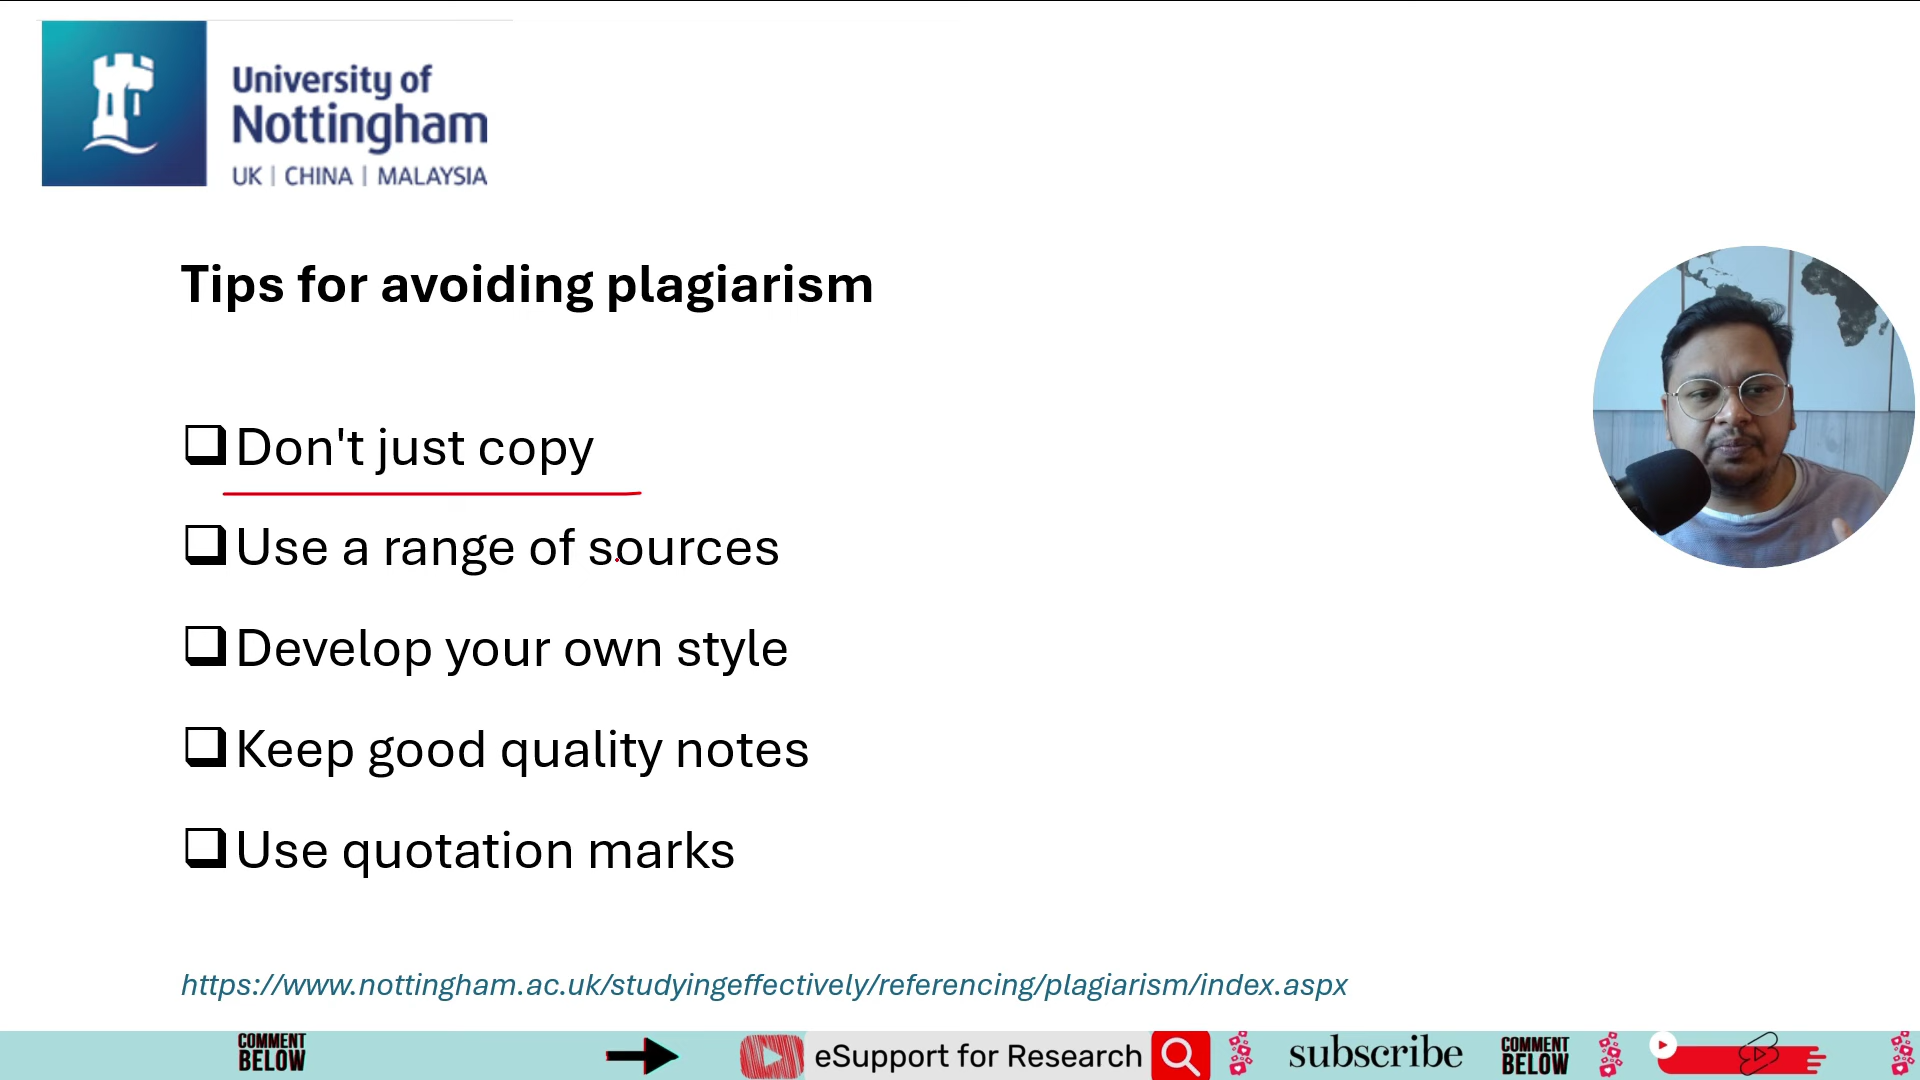 University of
Nottingham
UK | CHINA | MALAYSIA
Tips for avoiding plagiarism
Don't just copy
Use a range of sources
Develop your own style
Keep good quality notes
Use quotation marks
https://www.nottingham.ac.uk/studyingeffectively/referencing/plagiarism/index.aspx
COMMENT
BELOW
eSupport for Research
subscribe
COMMENT
BELOW